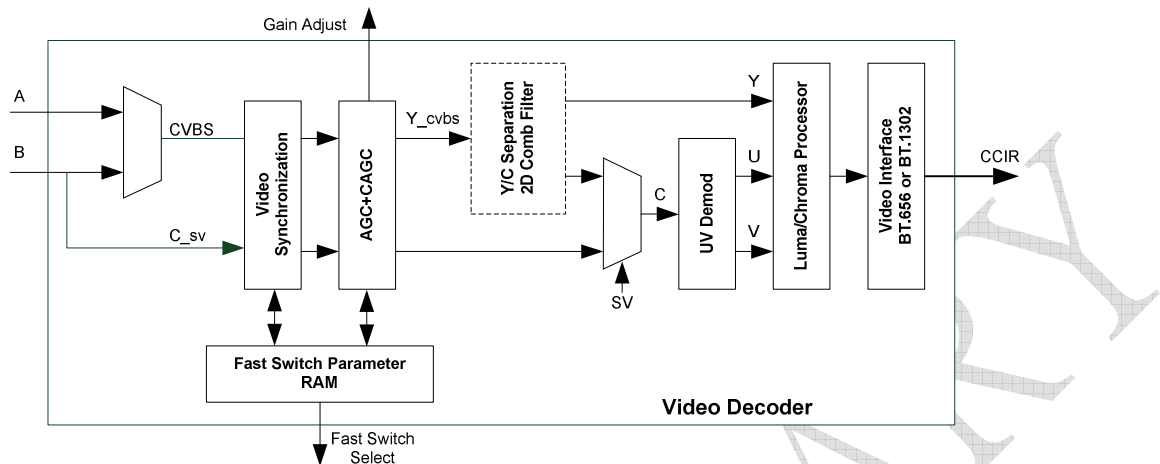 Gain Adjust
A
B
CVBS
C_sv
Video
Synchronization
AGC+CAGC
Y_cvbs
Y/C Separation
2D Comb Filter
SV
C
UV Demod
Y
U
V
Luma/Chroma Processor
Video Interface
BT.656 or BT.1302
CCIR
Fast Switch Parameter
RAM
Fast Switch
Select
Video Decoder
RY